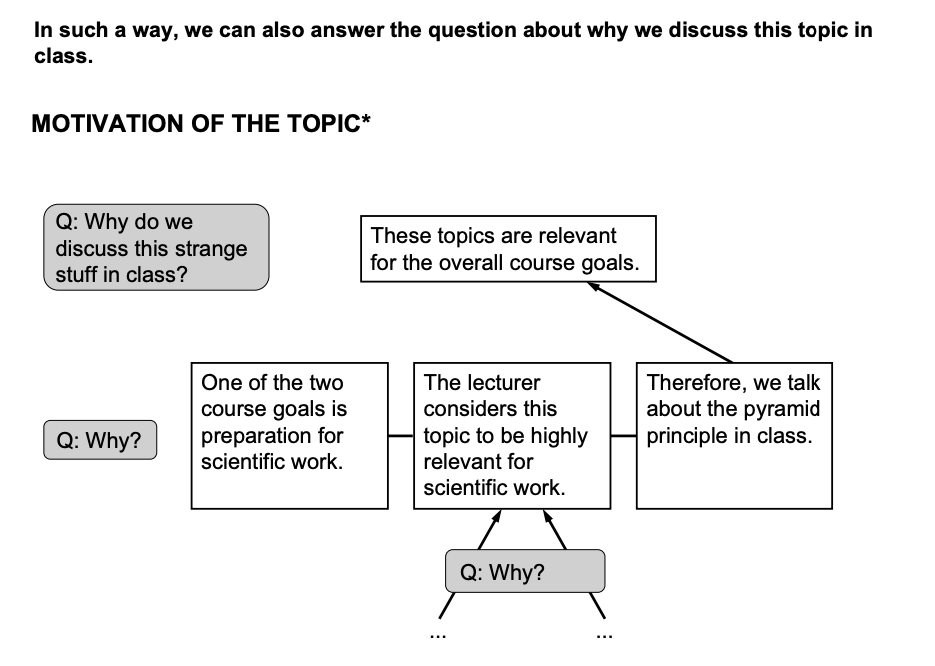 In such a way, we can also answer the question about why we discuss this topic in
class.
MOTIVATION OF THE TOPIC*
Q: Why do we
discuss this strange
stuff in class?
These topics are relevant
for the overall course goals.
Q: Why?
One of the two
course goals is
preparation for
scientific work.
The lecturer
considers this
topic to be highly
relevant for
scientific work.
Therefore, we talk
about the pyramid
principle in class.
Q: Why?
...
...